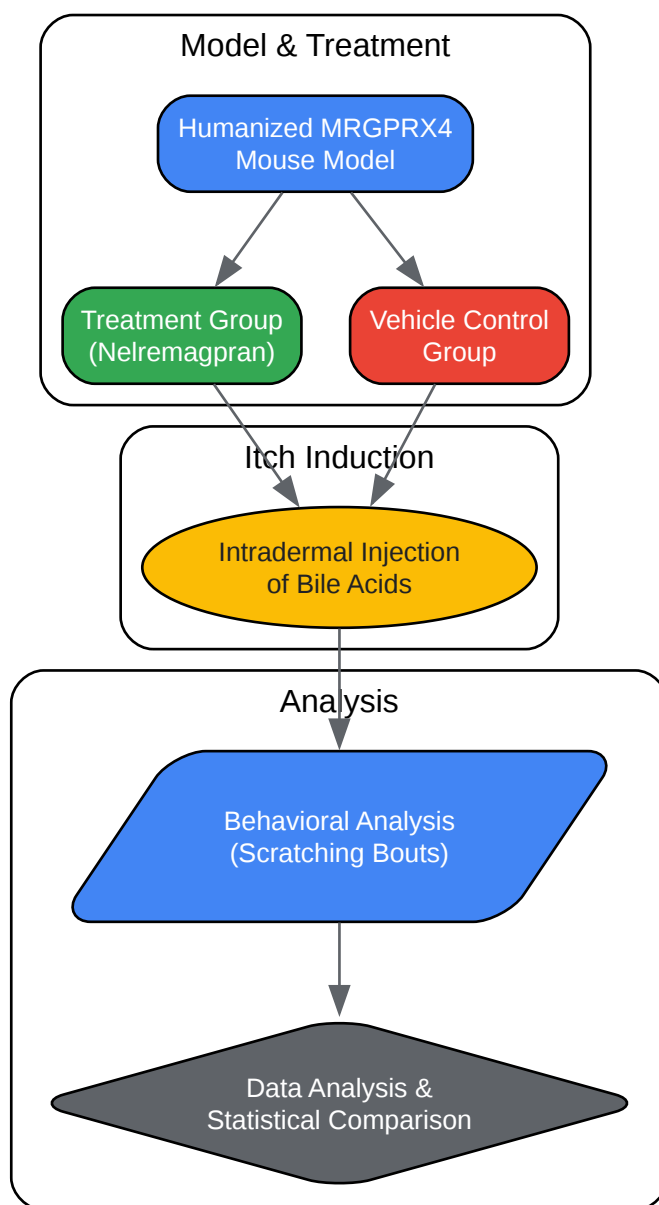 Model & Treatment
Humanized MRGPRX4
Mouse Model
Treatment Group
(Nelremagpran)
Vehicle Control
Group
Itch Induction
Intradermal Injection
of Bile Acids
Analysis
Behavioral Analysis
(Scratching Bouts)
Data Analysis &
Statistical Comparison